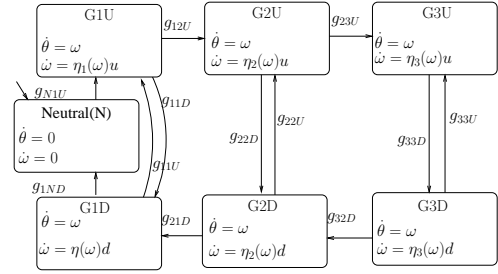 G1U
θ̇ = ω
ω̇ = η₁(ω)u
g₁₂U
G2U
θ̇ = ω
ω̇ = η₂(ω)u
g₂₃U
G3U
θ̇ = ω
ω̇ = η₃(ω)u
g_N1U
g₁₁D
g₁₁U
g₂₂D
g₂₂U
g₃₃D
g₃₃U
Neutral(N)
θ̇ = 0
ω̇ = 0
g₁ND
G1D
θ̇ = ω
ω̇ = η(ω)d
g₂₁D
G2D
θ̇ = ω
ω̇ = η₂(ω)d
g₃₂D
G3D
θ̇ = ω
ω̇ = η₃(ω)d